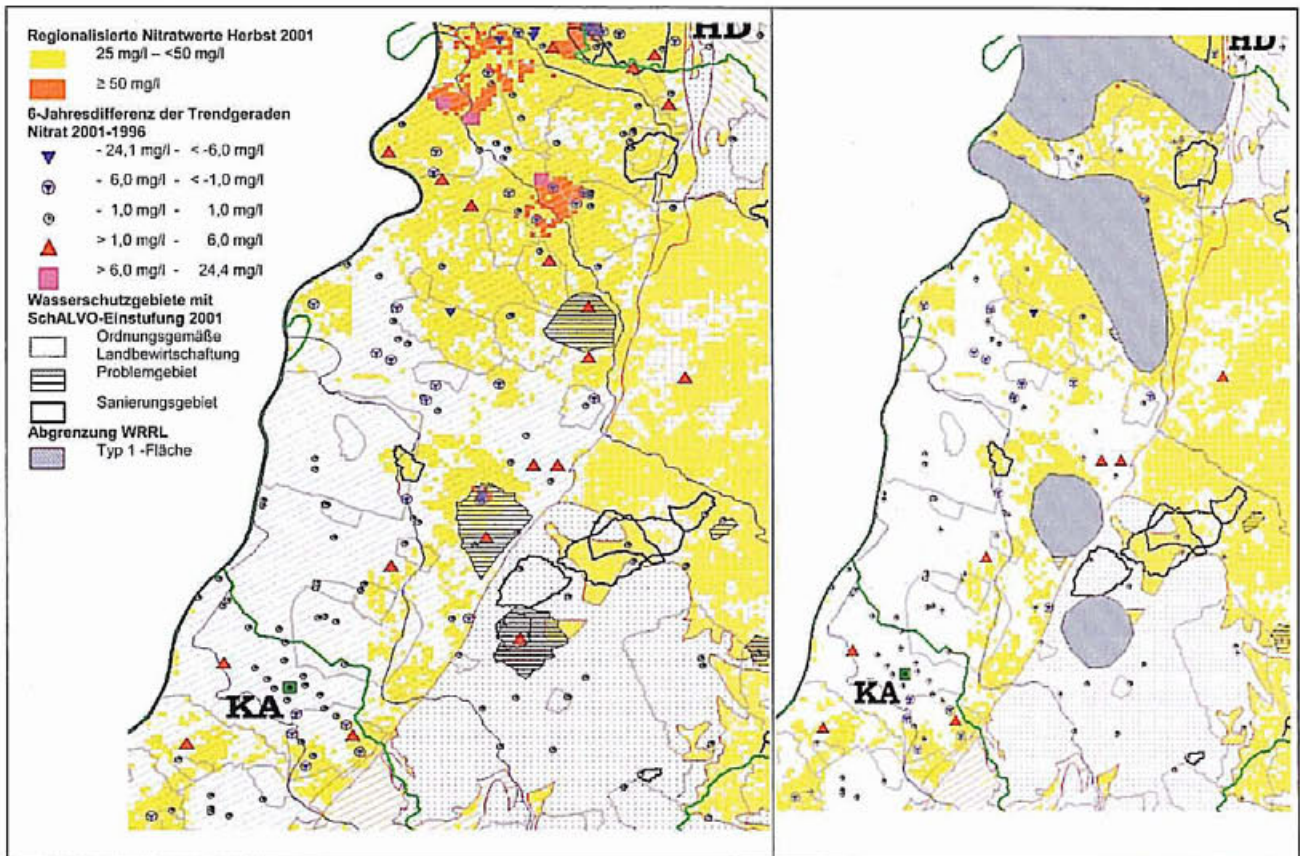 Regionalisierte Nitratwerte Herbst 2001
25 mg/l – <50 mg/l
≥ 50 mg/l
6-Jahresdifferenz der Trendgeraden
Nitrat 2001-1996
- 24,1 mg/l - < -6,0 mg/l
- 6,0 mg/l - < -1,0 mg/l
- 1,0 mg/l - 1,0 mg/l
> 1,0 mg/l - 6,0 mg/l
> 6,0 mg/l - 24,4 mg/l
Wasserschutzgebiete mit
SchALVO-Einstufung 2001
Ordnungsgemäße
Landbewirtschaftung
Problemgebiet
Sanierungsgebiet
Abgrenzung WRRL
Typ 1 -Fläche
HD
KA
HD
KA